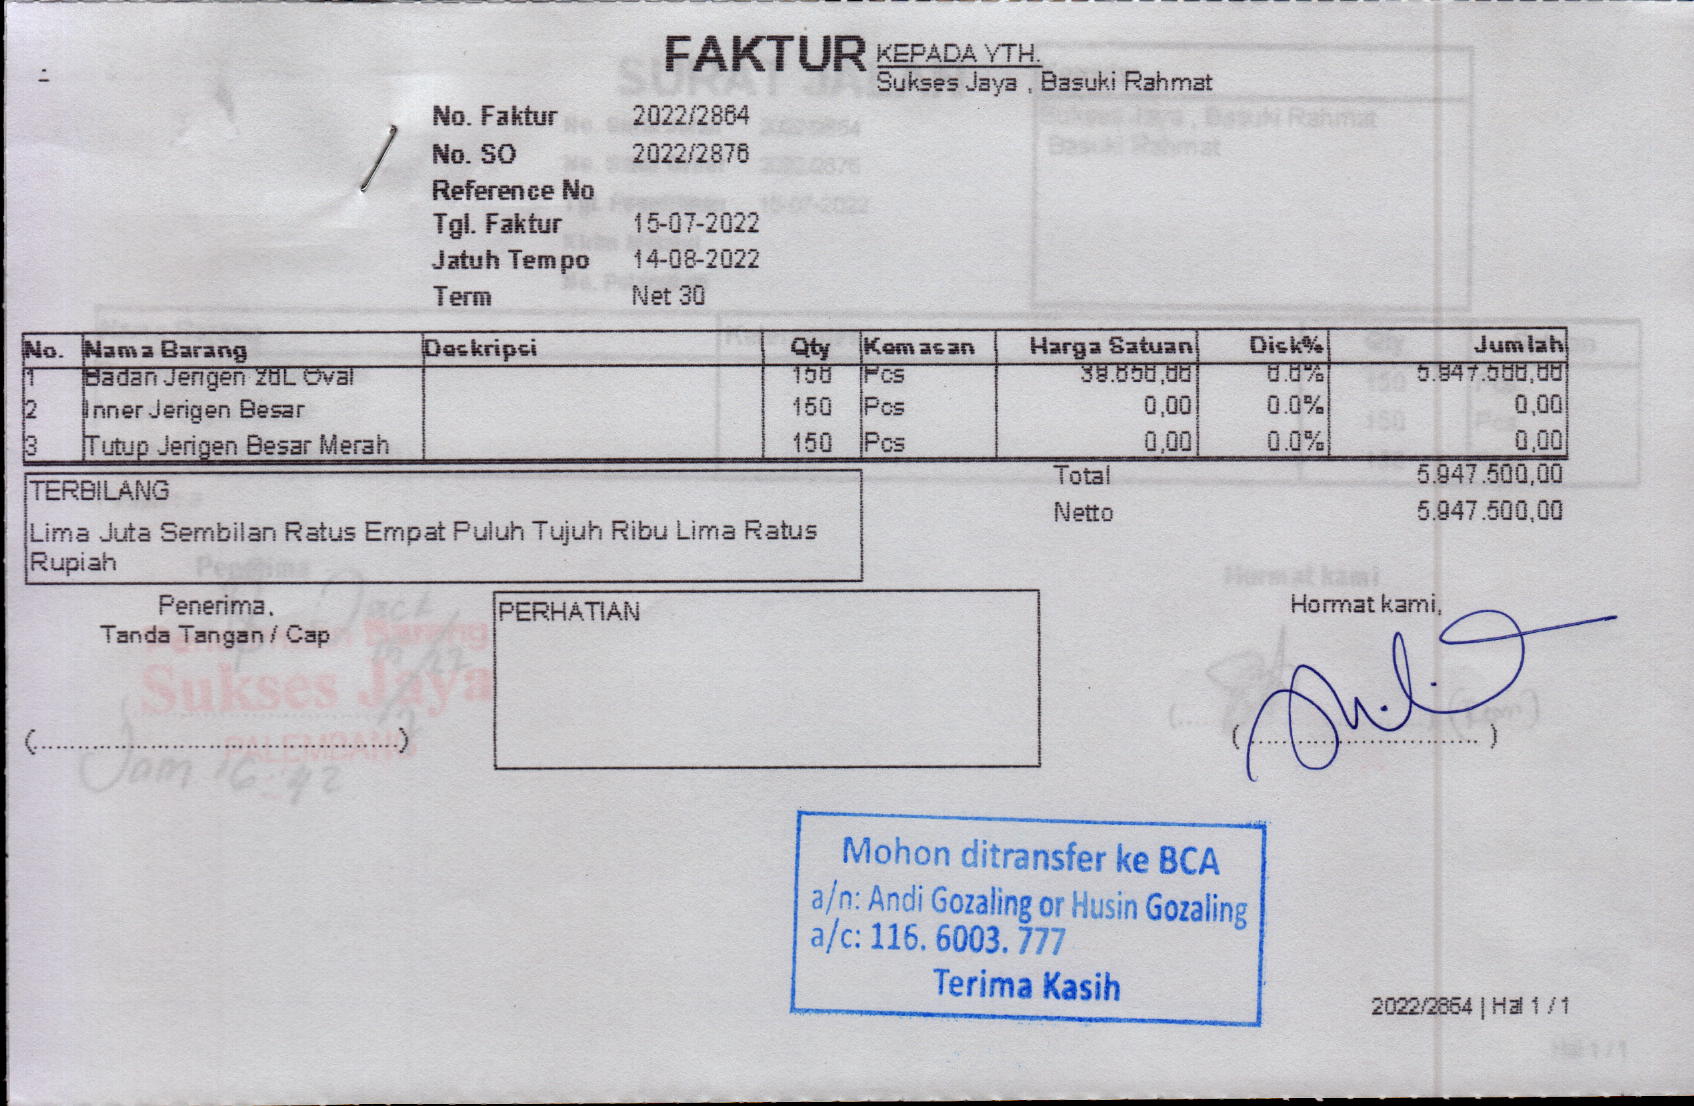 FAKTUR KEPADA YTH.
Sukses Jaya , Basuki Rahmat
No. Faktur 2022/2864
No. SO 2022/2876
Reference No
Tgl. Faktur 15-07-2022
Jatuh Tempo 14-08-2022
Term Net 30
No. Nama Barang Deskripsi Qty Kemasan Harga Satuan Disk% Jumlah
1 Badan Jerigen 20L Oval 150 Pcs 39.650,00 0.0% 5.947.500,00
2 Inner Jerigen Besar 150 Pcs 0,00 0.0% 0,00
3 Tutup Jerigen Besar Merah 150 Pcs 0,00 0.0% 0,00
Total 5.947.500,00
Netto 5.947.500,00
TERBILANG
Lima Juta Sembilan Ratus Empat Puluh Tujuh Ribu Lima Ratus
Rupiah
Penerima,
Tanda Tangan / Cap
PERHATIAN
Hormat kami,
Sukses Jaya
PALEMBANG
Jam 16:42
Mohon ditransfer ke BCA
a/n: Andi Gozaling or Husin Gozaling
a/c: 116. 6003. 777
Terima Kasih
2022/2864 | Hal 1 / 1